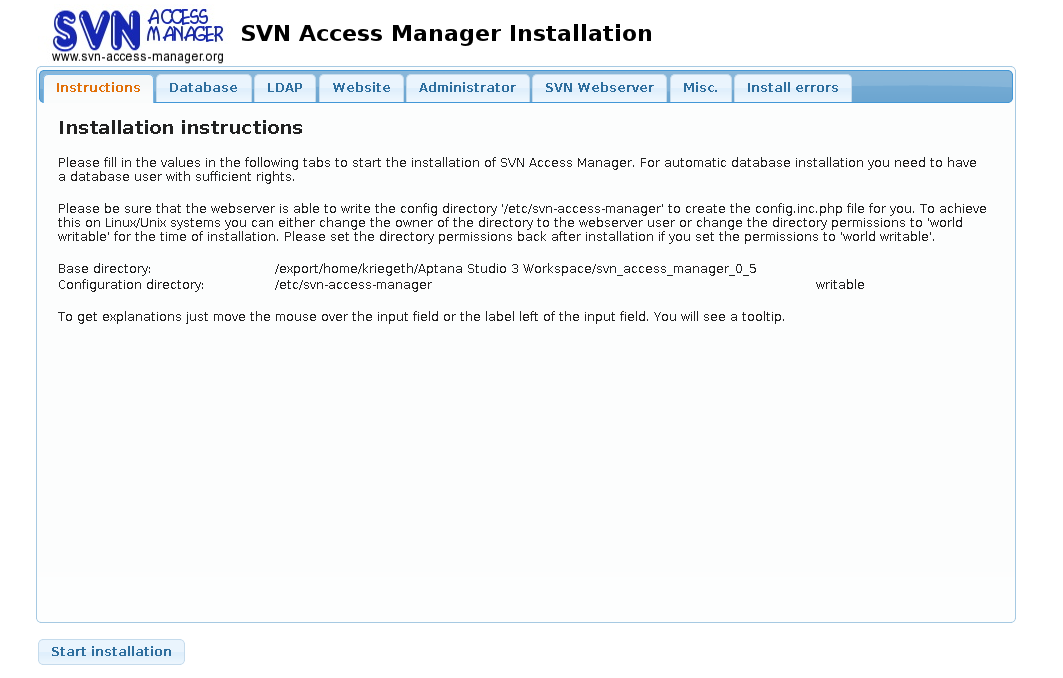 SVN ACCESS MANAGER
www.svn-access-manager.org
SVN Access Manager Installation
Instructions Database LDAP Website Administrator SVN Webserver Misc. Install errors
Installation instructions
Please fill in the values in the following tabs to start the installation of SVN Access Manager. For automatic database installation you need to have
a database user with sufficient rights.
Please be sure that the webserver is able to write the config directory '/etc/svn-access-manager' to create the config.inc.php file for you. To achieve
this on Linux/Unix systems you can either change the owner of the directory to the webserver user or change the directory permissions to 'world
writable' for the time of installation. Please set the directory permissions back after installation if you set the permissions to 'world writable'.
Base directory: /export/home/kriegeth/Aptana Studio 3 Workspace/svn_access_manager_0_5
Configuration directory: /etc/svn-access-manager writable
To get explanations just move the mouse over the input field or the label left of the input field. You will see a tooltip.
Start installation